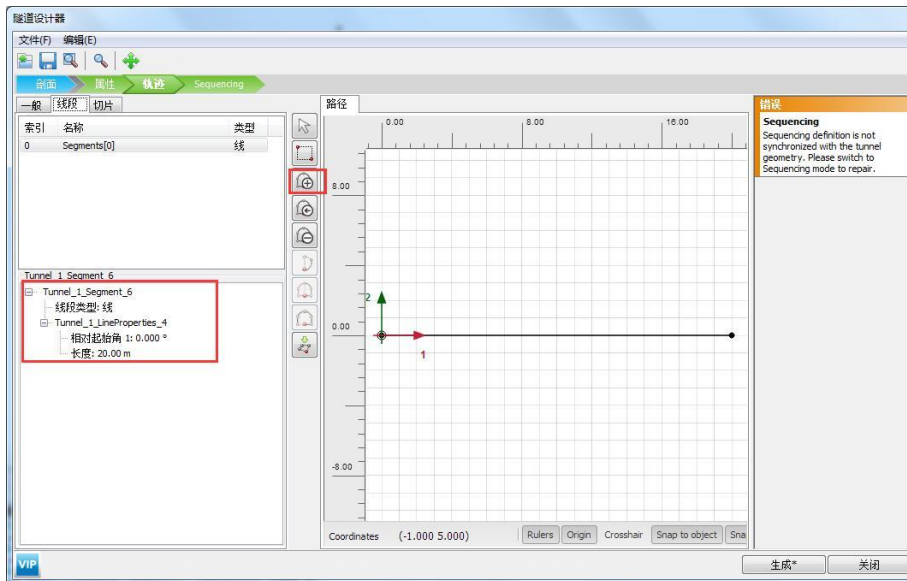 隧道设计器
文件(F) 编辑(E)
剖面 属性 轨迹 Sequencing
一般 线段 切片
索引 名称 类型
0 Segments[0] 线
Tunnel_1_Segment_6
Tunnel_1_Segment_6
线段类型: 线
Tunnel_1_LineProperties_4
相对起始角 1: 0.000 °
长度: 20.00 m
路径
0.00 8.00 16.00
8.00
0.00
-8.00
2
1
Coordinates (-1.000 5.000) Rulers Origin Crosshair Snap to object Sna
错误
Sequencing
Sequencing definition is not
synchronized with the tunnel
geometry. Please switch to
Sequencing mode to repair.
VIP
生成* 关闭